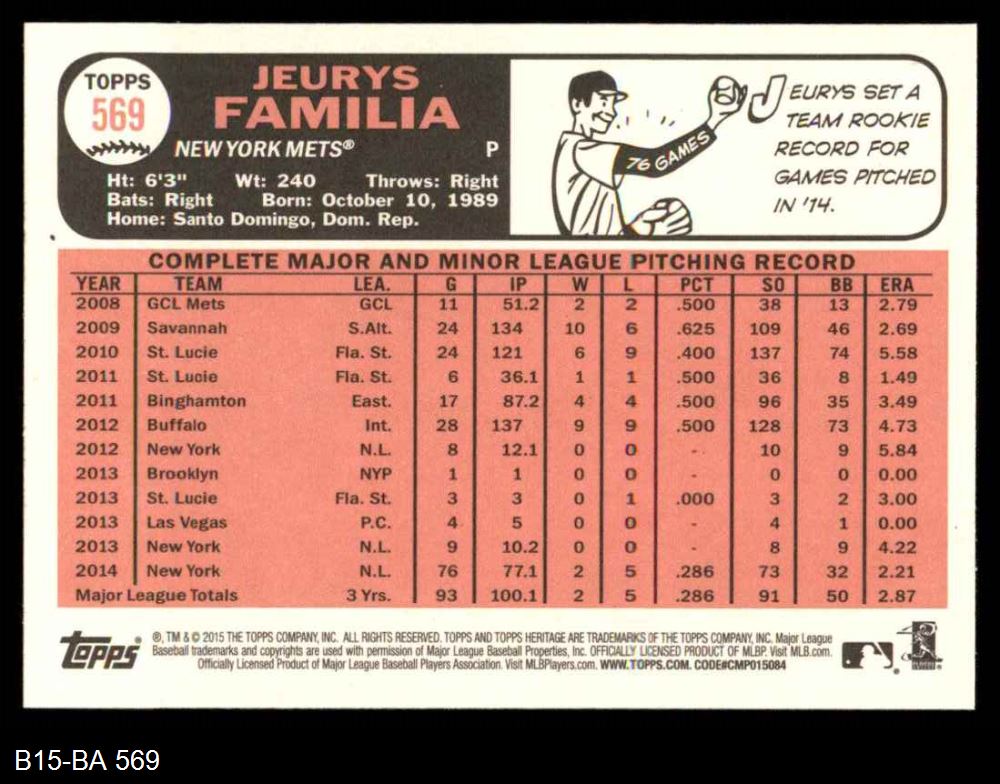 TOPPS
569
JEURYS
FAMILIA
NEW YORK METS® P
Ht: 6'3" Wt: 240 Throws: Right
Bats: Right Born: October 10, 1989
Home: Santo Domingo, Dom. Rep.
76 GAMES
JEURYS SET A
TEAM ROOKIE
RECORD FOR
GAMES PITCHED
IN '14.
COMPLETE MAJOR AND MINOR LEAGUE PITCHING RECORD
YEAR TEAM LEA. G IP W L PCT SO BB ERA
2008 GCL Mets GCL 11 51.2 2 2 .500 38 13 2.79
2009 Savannah S.Alt. 24 134 10 6 .625 109 46 2.69
2010 St. Lucie Fla. St. 24 121 6 9 .400 137 74 5.58
2011 St. Lucie Fla. St. 6 36.1 1 1 .500 36 8 1.49
2011 Binghamton East. 17 87.2 4 4 .500 96 35 3.49
2012 Buffalo Int. 28 137 9 9 .500 128 73 4.73
2012 New York N.L. 8 12.1 0 0 - 10 9 5.84
2013 Brooklyn NYP 1 1 0 0 - 0 0 0.00
2013 St. Lucie Fla. St. 3 3 0 1 .000 3 2 3.00
2013 Las Vegas P.C. 4 5 0 0 - 4 1 0.00
2013 New York N.L. 9 10.2 0 0 - 8 9 4.22
2014 New York N.L. 76 77.1 2 5 .286 73 32 2.21
Major League Totals 3 Yrs. 93 100.1 2 5 .286 91 50 2.87
topps® ®, TM & © 2015 THE TOPPS COMPANY, INC. ALL RIGHTS RESERVED. TOPPS AND TOPPS HERITAGE ARE TRADEMARKS OF THE TOPPS COMPANY, INC. Major League
Baseball trademarks and copyrights are used with permission of Major League Baseball Properties, Inc. OFFICIALLY LICENSED PRODUCT OF MLBP. Visit MLB.com.
Officially Licensed Product of Major League Baseball Players Association. Visit MLBPlayers.com. WWW.TOPPS.COM. CODE#CMP015084
B15-BA 569